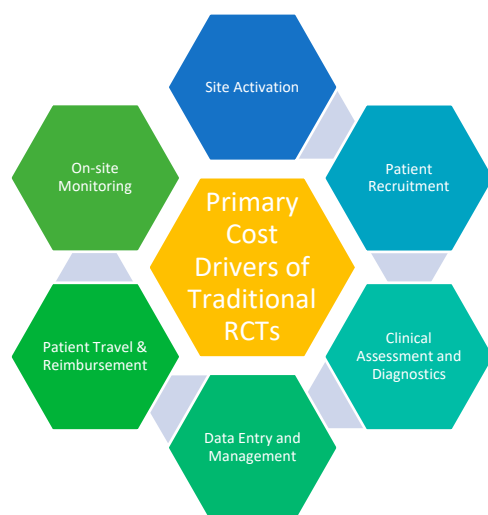 Site Activation
On-site
Monitoring
Patient
Recruitment
Primary
Cost
Drivers of
Traditional
RCTs
Patient Travel &
Reimbursement
Clinical
Assessment and
Diagnostics
Data Entry and
Management